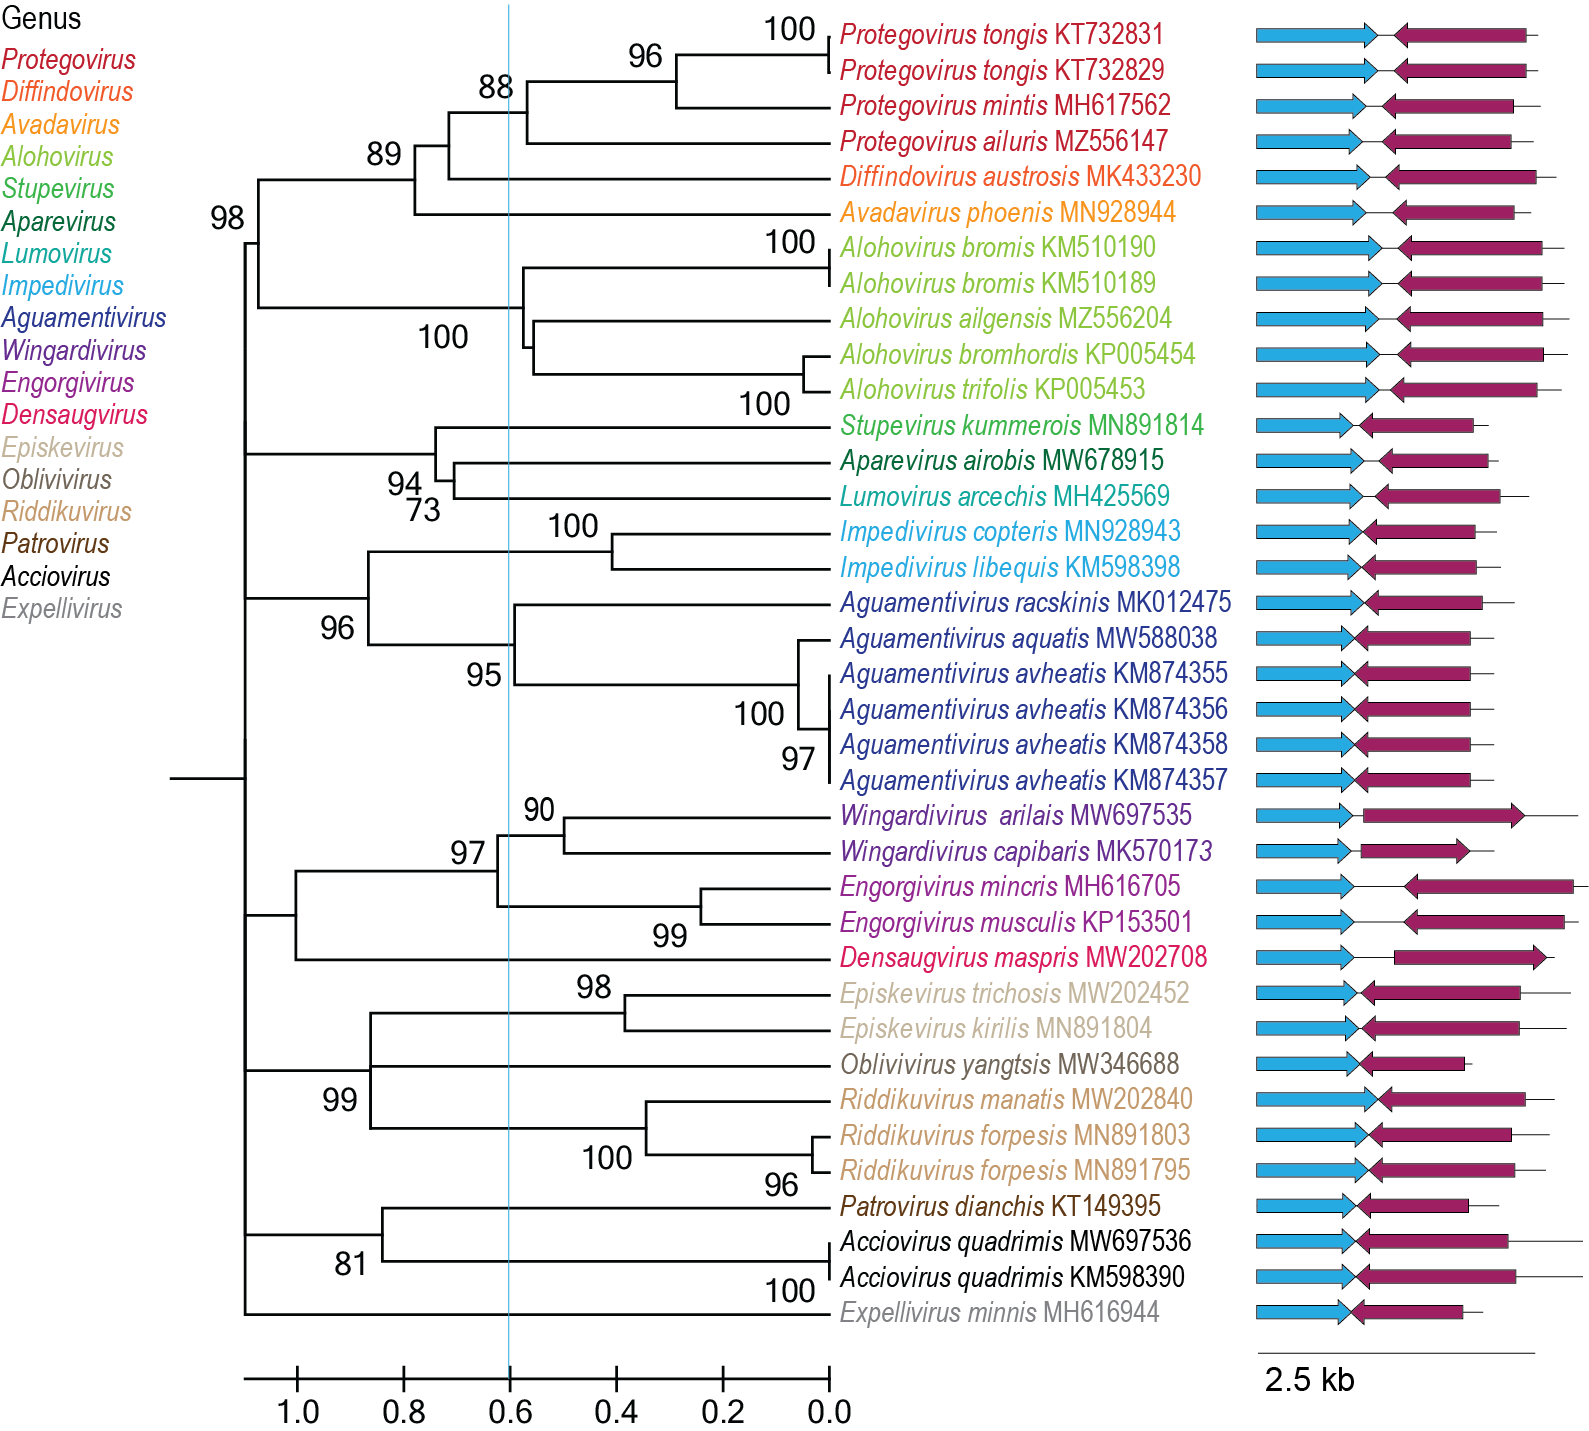 Genus
Protegovirus
Diffindovirus
Avadavirus
Alohovirus
Stupevirus
Aparevirus
Lumovirus
Impedivirus
Aguamentivirus
Wingardivirus
Engorgivirus
Densaugvirus
Episkevirus
Oblivivirus
Riddikuvirus
Patrovirus
Acciovirus
Expellivirus
100
96
88
89
98
100
100
100
94
73
100
96
95
100
97
90
97
99
98
99
100
96
81
100
Protegovirus tongis KT732831
Protegovirus tongis KT732829
Protegovirus mintis MH617562
Protegovirus ailuris MZ556147
Diffindovirus austrosis MK433230
Avadavirus phoenis MN928944
Alohovirus bromis KM510190
Alohovirus bromis KM510189
Alohovirus ailgensis MZ556204
Alohovirus bromhordis KP005454
Alohovirus trifolis KP005453
Stupevirus kummerois MN891814
Aparevirus airobis MW678915
Lumovirus arcechis MH425569
Impedivirus copteris MN928943
Impedivirus libequis KM598398
Aguamentivirus racskinis MK012475
Aguamentivirus aquatis MW588038
Aguamentivirus avheatis KM874355
Aguamentivirus avheatis KM874356
Aguamentivirus avheatis KM874358
Aguamentivirus avheatis KM874357
Wingardivirus arilais MW697535
Wingardivirus capibaris MK570173
Engorgivirus mincris MH616705
Engorgivirus musculis KP153501
Densaugvirus maspris MW202708
Episkevirus trichosis MW202452
Episkevirus kirilis MN891804
Oblivivirus yangtsis MW346688
Riddikuvirus manatis MW202840
Riddikuvirus forpesis MN891803
Riddikuvirus forpesis MN891795
Patrovirus dianchis KT149395
Acciovirus quadrimis MW697536
Acciovirus quadrimis KM598390
Expellivirus minnis MH616944
2.5 kb
1.0 0.8 0.6 0.4 0.2 0.0